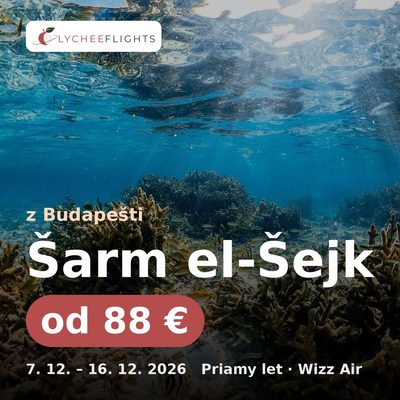 LYCHEEFLIGHTS
z Budapešti
Šarm el-Šejk
od 88 €
7. 12. – 16. 12. 2026 Priamy let · Wizz Air